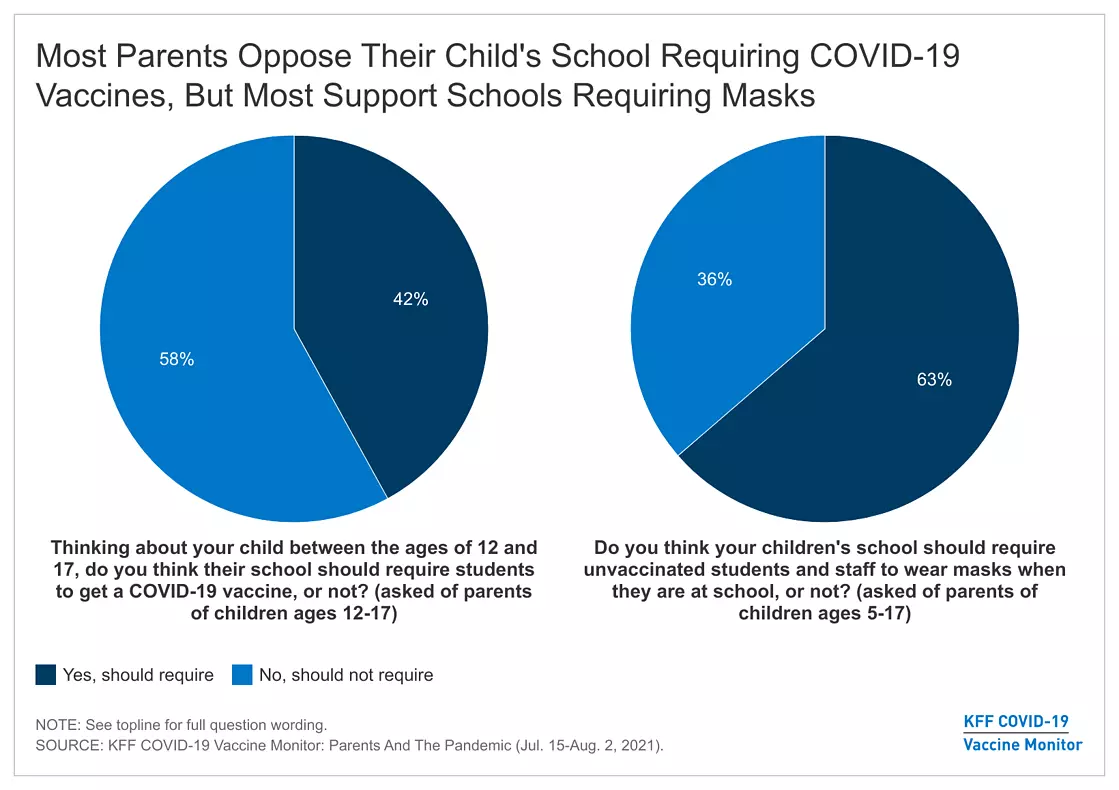 Most Parents Oppose Their Child's School Requiring COVID-19
Vaccines, But Most Support Schools Requiring Masks
42%
58%
36%
63%
Thinking about your child between the ages of 12 and
17, do you think their school should require students
to get a COVID-19 vaccine, or not? (asked of parents
of children ages 12-17)
Do you think your children's school should require
unvaccinated students and staff to wear masks when
they are at school, or not? (asked of parents of
children ages 5-17)
Yes, should require
No, should not require
NOTE: See topline for full question wording.
SOURCE: KFF COVID-19 Vaccine Monitor: Parents And The Pandemic (Jul. 15-Aug. 2, 2021).
KFF COVID-19
Vaccine Monitor